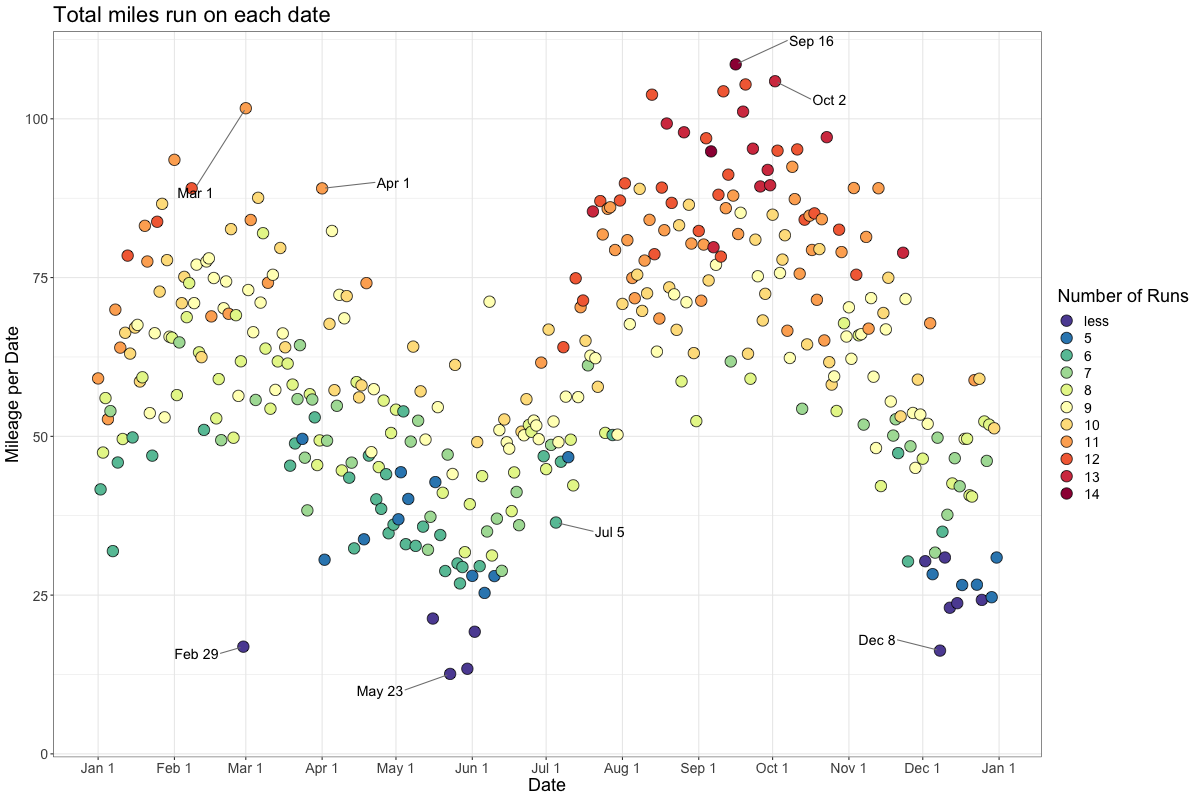 Total miles run on each date
Mileage per Date
100
75
50
25
0
Sep 16
Oct 2
Mar 1
Apr 1
Jul 5
Feb 29
May 23
Dec 8
Jan 1 Feb 1 Mar 1 Apr 1 May 1 Jun 1 Jul 1 Aug 1 Sep 1 Oct 1 Nov 1 Dec 1 Jan 1
Date
Number of Runs
less
5
6
7
8
9
10
11
12
13
14